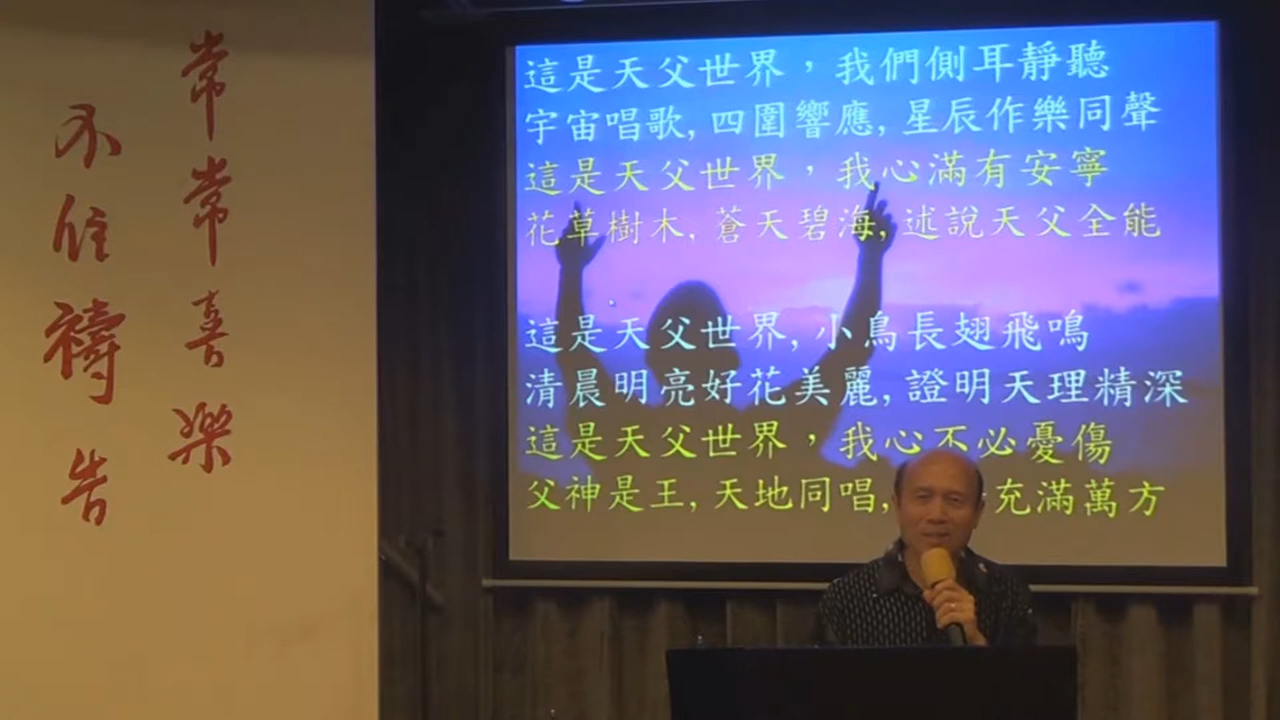 常常喜樂
不住禱告
這是天父世界，我們側耳靜聽
宇宙唱歌, 四圍響應, 星辰作樂同聲
這是天父世界，我心滿有安寧
花草樹木, 蒼天碧海, 述說天父全能
這是天父世界, 小鳥長翅飛鳴
清晨明亮好花美麗, 證明天理精深
這是天父世界，我心不必憂傷
父神是王, 天地同唱, 充滿萬方